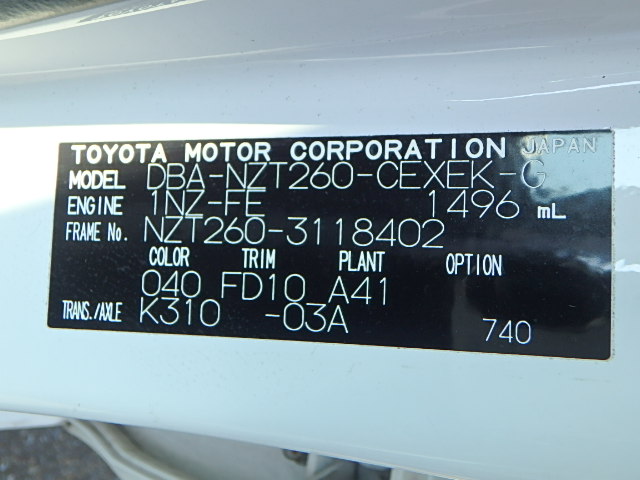 TOYOTA MOTOR CORPORATION JAPAN
MODEL DBA-NZT260-CEXEK-G
ENGINE 1NZ-FE 1496 mL
FRAME No. NZT260-3118402
COLOR TRIM PLANT OPTION
040 FD10 A41
TRANS./AXLE K310 -03A
740